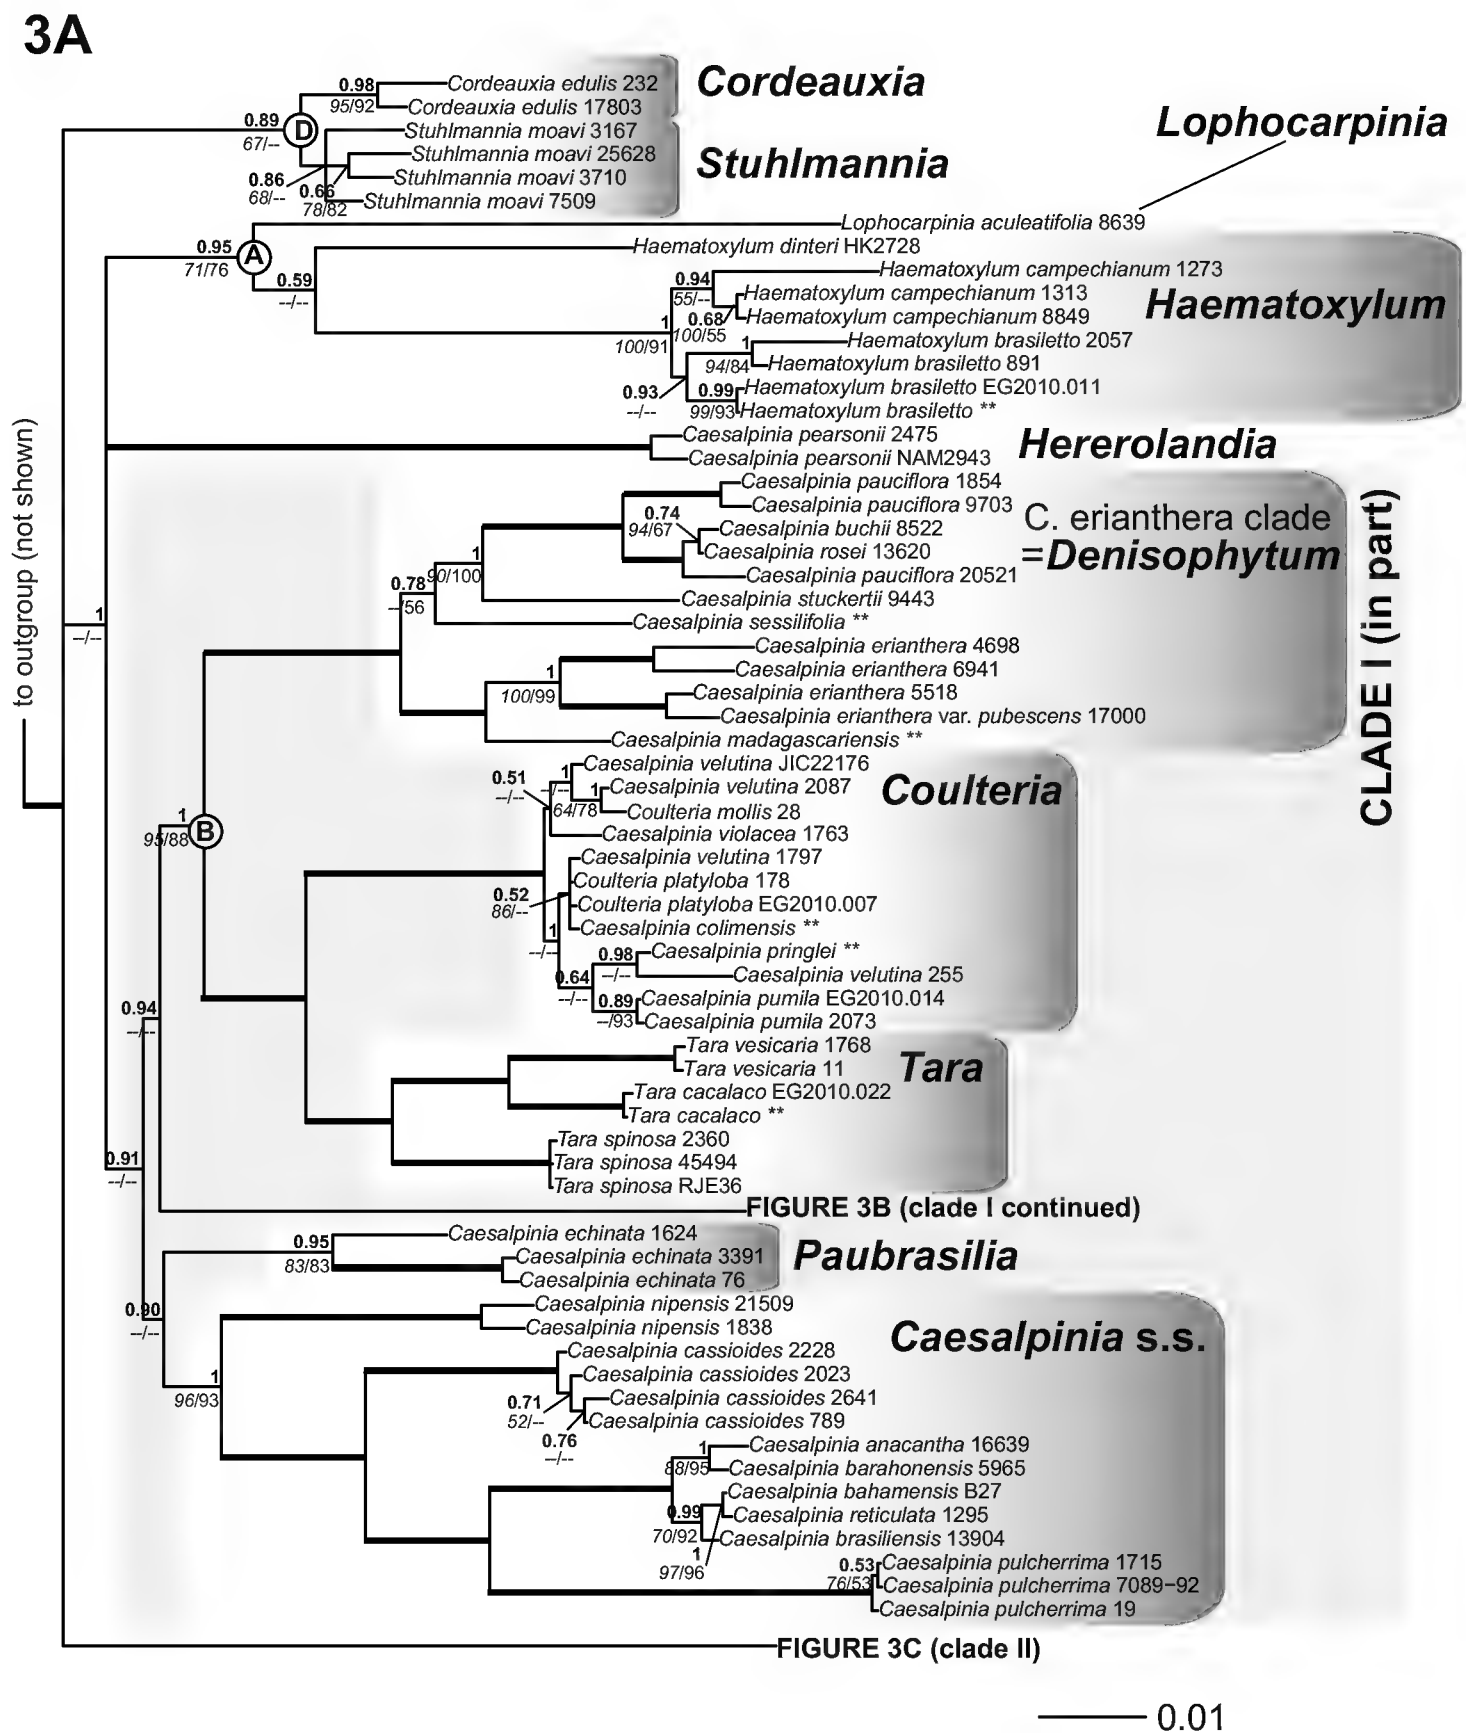 3A
Cordeauxia edulis 232
0.98
95/92
Cordeauxia edulis 17803
Cordeauxia
0.89
D
67/--
Stuhlmannia moavi 3167
Stuhlmannia moavi 25628
Stuhlmannia moavi 3710
Stuhlmannia moavi 7509
0.86
68/--
0.66
78/82
Stuhlmannia
Lophocarpinia
Lophocarpinia aculeatifolia 8639
0.95
A
71/76
Haematoxylum dinteri HK2728
0.59
--/--
Haematoxylum campechianum 1273
0.94
55/--
Haematoxylum campechianum 1313
0.68
100/55
Haematoxylum campechianum 8849
Haematoxylum
1
100/91
Haematoxylum brasiletto 2057
1
94/84
Haematoxylum brasiletto 891
0.93
--/--
Haematoxylum brasiletto EG2010.011
0.99
99/93
Haematoxylum brasiletto **
Caesalpinia pearsonii 2475
Caesalpinia pearsonii NAM2943
Hererolandia
to outgroup (not shown)
Caesalpinia pauciflora 1854
Caesalpinia pauciflora 9703
0.74
94/67
Caesalpinia buchii 8522
Caesalpinia rosei 13620
Caesalpinia pauciflora 20521
C. erianthera clade
=Denisophytum
CLADE I (in part)
1
90/100
Caesalpinia stuckertii 9443
0.78
--/56
Caesalpinia sessilifolia **
1
--/--
Caesalpinia erianthera 4698
Caesalpinia erianthera 6941
1
100/99
Caesalpinia erianthera 5518
Caesalpinia erianthera var. pubescens 17000
Caesalpinia madagascariensis **
Caesalpinia velutina JIC22176
0.51
--/--
1
--/--
Caesalpinia velutina 2087
1
64/78
Coulteria mollis 28
Caesalpinia violacea 1763
Coulteria
1
95/88
B
Caesalpinia velutina 1797
Coulteria platyloba 178
0.52
86/--
Coulteria platyloba EG2010.007
Caesalpinia colimensis **
1
--/--
Caesalpinia pringlei **
0.98
--/--
Caesalpinia velutina 255
0.64
--/--
Caesalpinia pumila EG2010.014
0.89
--/93
Caesalpinia pumila 2073
0.94
--/--
Tara vesicaria 1768
Tara vesicaria 11
Tara cacalaco EG2010.022
Tara cacalaco **
Tara
Tara spinosa 2360
Tara spinosa 45494
Tara spinosa RJE36
0.91
--/--
FIGURE 3B (clade I continued)
Caesalpinia echinata 1624
0.95
83/83
Caesalpinia echinata 3391
Caesalpinia echinata 76
Paubrasilia
0.90
--/--
Caesalpinia nipensis 21509
Caesalpinia nipensis 1838
Caesalpinia s.s.
1
96/93
Caesalpinia cassioides 2228
Caesalpinia cassioides 2023
0.71
52/--
Caesalpinia cassioides 2641
Caesalpinia cassioides 789
0.76
--/--
Caesalpinia anacantha 16639
1
88/95
Caesalpinia barahonensis 5965
Caesalpinia bahamensis B27
Caesalpinia reticulata 1295
0.99
70/92
Caesalpinia brasiliensis 13904
1
97/96
Caesalpinia pulcherrima 1715
0.53
76/53
Caesalpinia pulcherrima 7089–92
Caesalpinia pulcherrima 19
FIGURE 3C (clade II)
0.01